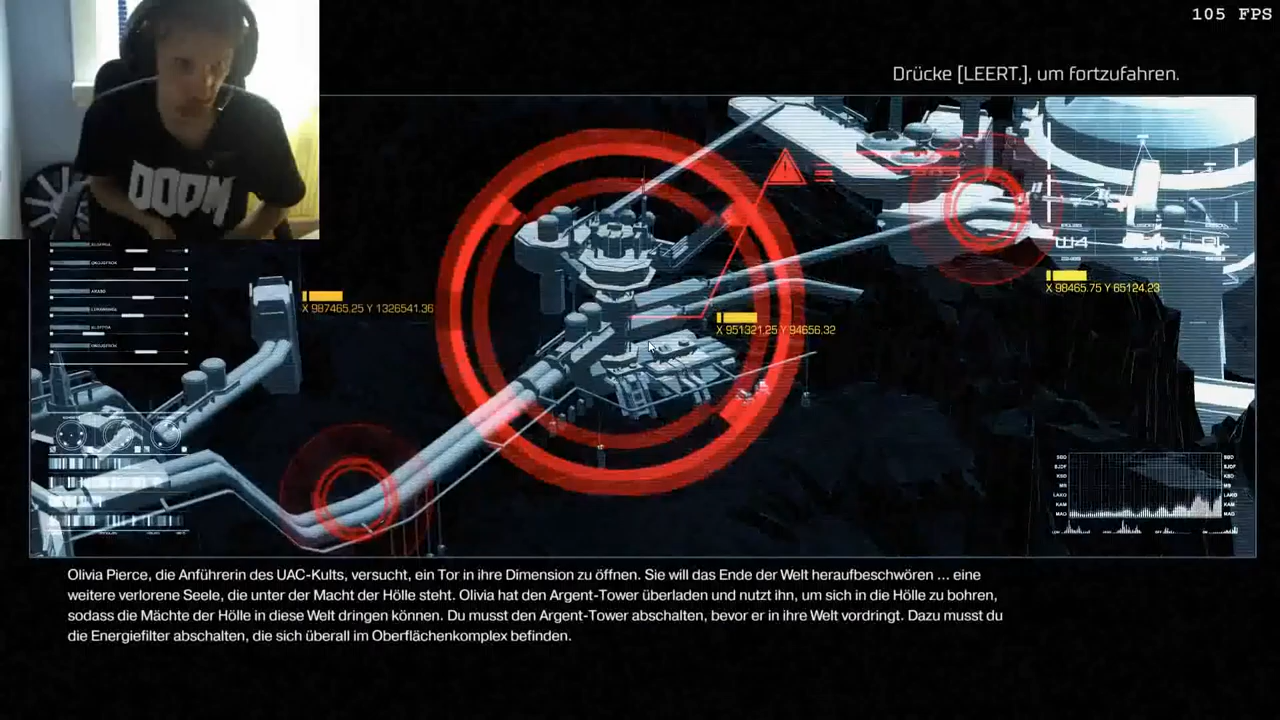 105 FPS
Drücke [LEERT.], um fortzufahren.
DOOM
X 987465.25 Y 1326541.36
X 951321.25 Y 94656.32
X 98465.75 Y 65124.23
Olivia Pierce, die Anführerin des UAC-Kults, versucht, ein Tor in ihre Dimension zu öffnen. Sie will das Ende der Welt heraufbeschwören ... eine
weitere verlorene Seele, die unter der Macht der Hölle steht. Olivia hat den Argent-Tower überladen und nutzt ihn, um sich in die Hölle zu bohren,
sodass die Mächte der Hölle in diese Welt dringen können. Du musst den Argent-Tower abschalten, bevor er in ihre Welt vordringt. Dazu musst du
die Energiefilter abschalten, die sich überall im Oberflächenkomplex befinden.